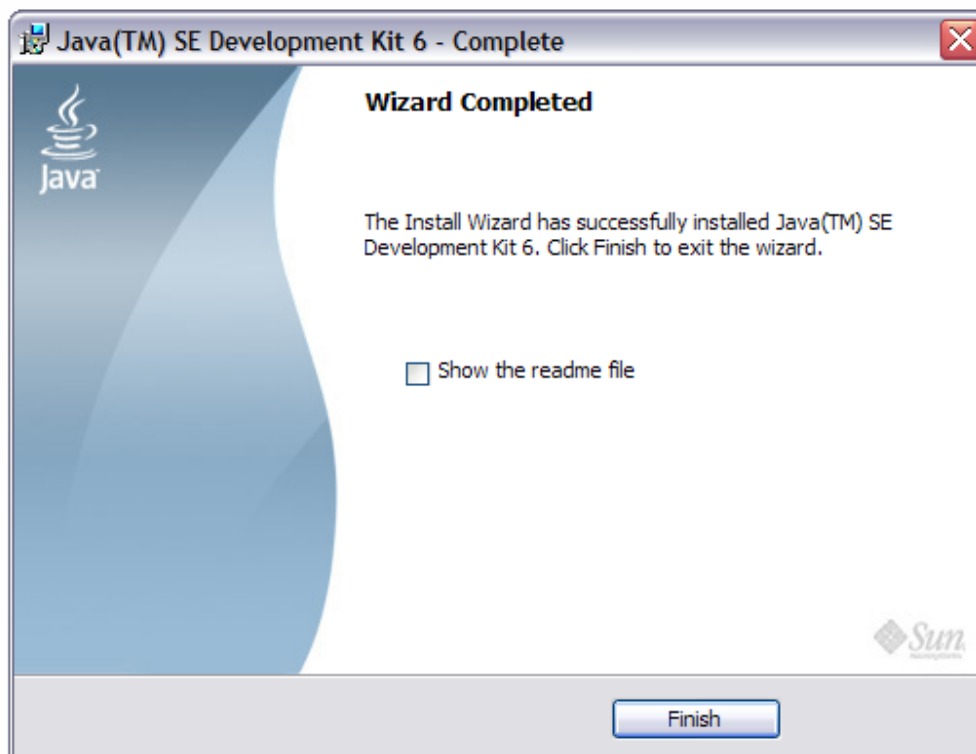 Java(TM) SE Development Kit 6 - Complete
Java
Wizard Completed
The Install Wizard has successfully installed Java(TM) SE
Development Kit 6. Click Finish to exit the wizard.
Show the readme file
Sun
Finish